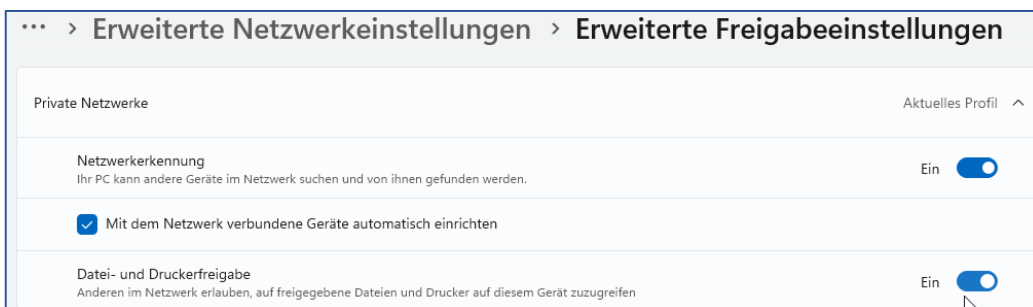 ··· > Erweiterte Netzwerkeinstellungen > Erweiterte Freigabeeinstellungen
Private Netzwerke Aktuelles Profil
Netzwerkerkennung
Ihr PC kann andere Geräte im Netzwerk suchen und von ihnen gefunden werden.
Ein
Mit dem Netzwerk verbundene Geräte automatisch einrichten
Datei- und Druckerfreigabe
Anderen im Netzwerk erlauben, auf freigegebene Dateien und Drucker auf diesem Gerät zuzugreifen
Ein